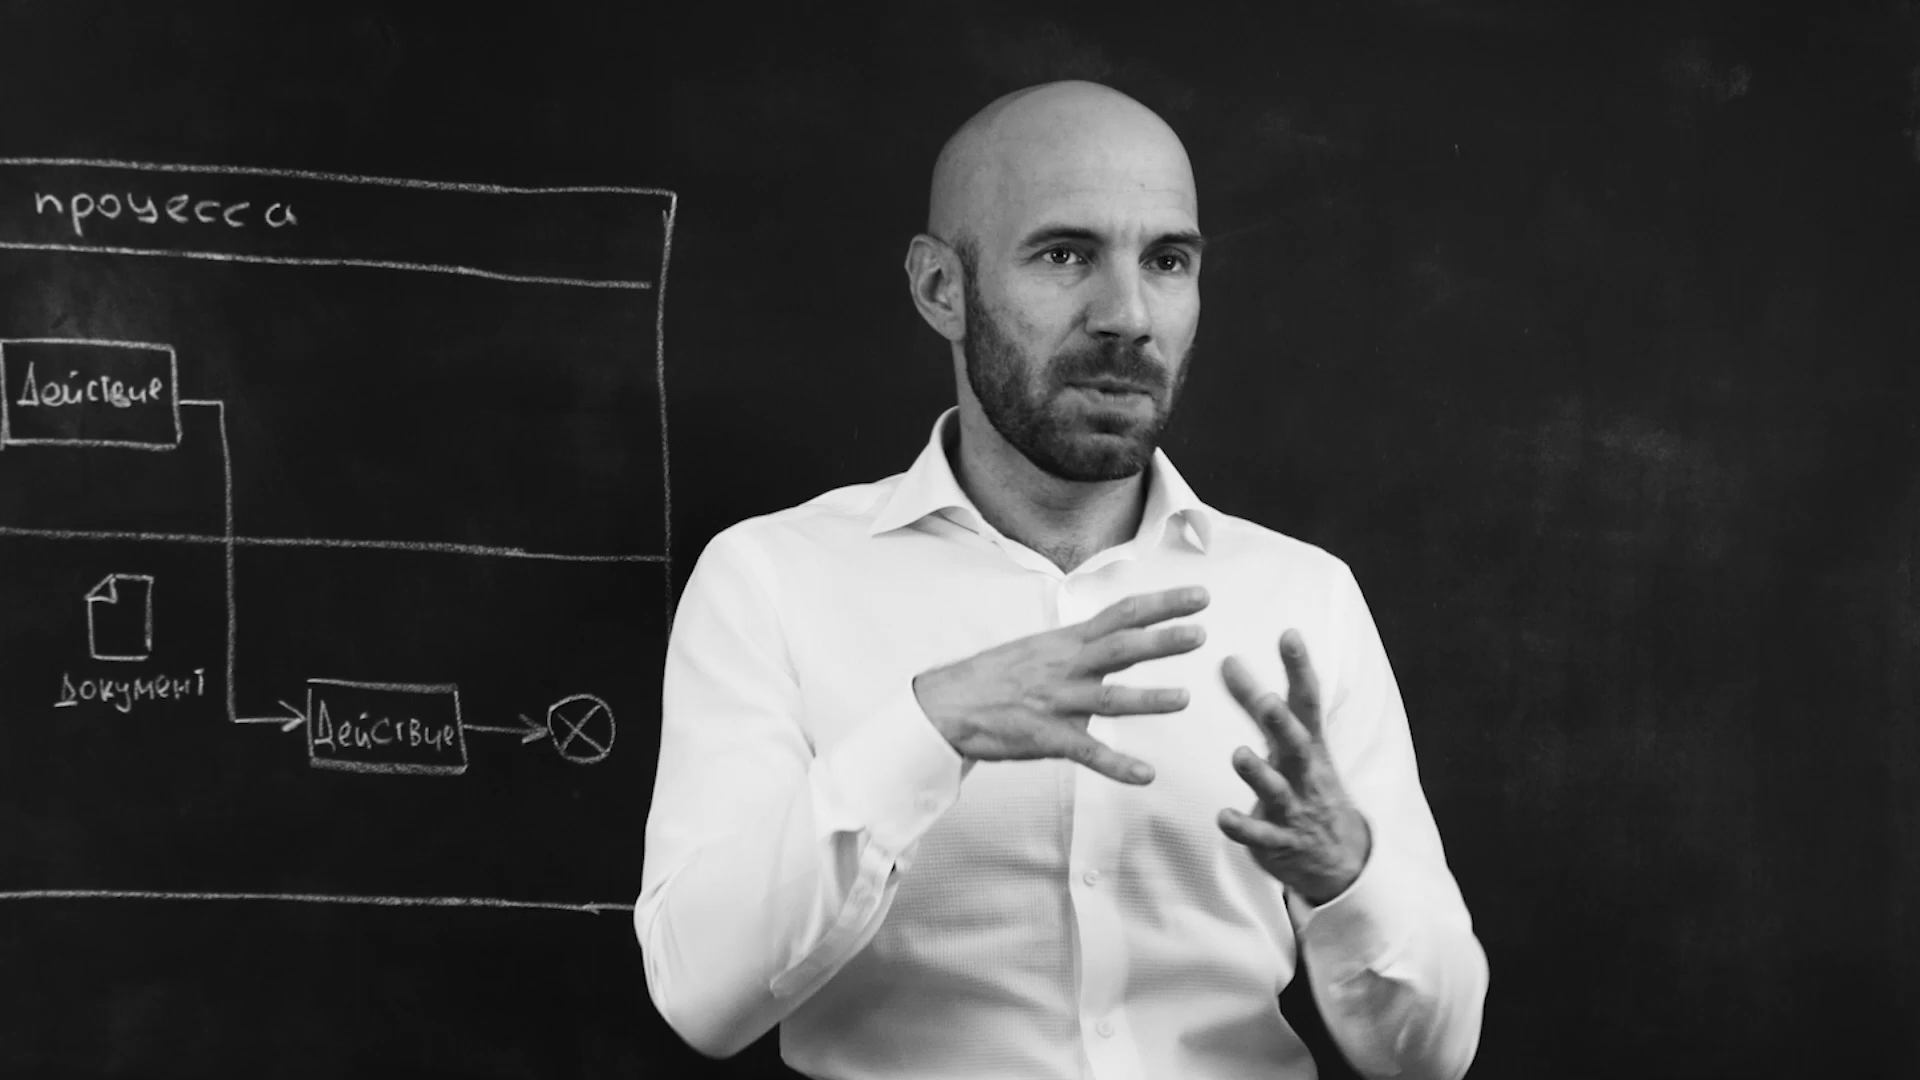 процесса
Действие
Документ
Действие